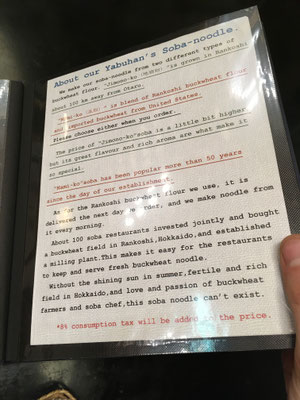 About our Yabuhan's Soba-noodle.
We make our soba-noodle from two different types of
buckwheat flour. "Jimono-ko "is grown in Rankoshi
about 100 km away from Otaru.
"Nami-ko " is blend of Rankoshi buckwheat flour
and imported buckwheat from United States.
Please choose either when you order.
The price of "Jimono-ko"soba is a little bit higher
but its great flavour and rich aroma are what make it
so special.
"Nami-ko"soba has been popular more than 50 years
since the day of our establishment.
As for the Rankoshi buckwheat flour we use, it is
delivered the next day we order, and we make noodle from
it every morning.
About 100 soba restaurants invested jointly and bought
a buckwheat field in Rankoshi,Hokkaido,and established
a milling plant.This makes it easy for the restaurants
to keep and serve fresh buckwheat noodle.
Without the shining sun in summer,fertile and rich
field in Hokkaido,and love and passion of buckwheat
farmers and soba chef,this soba noodle can't exist.
*8% consumption tax will be added to the price.